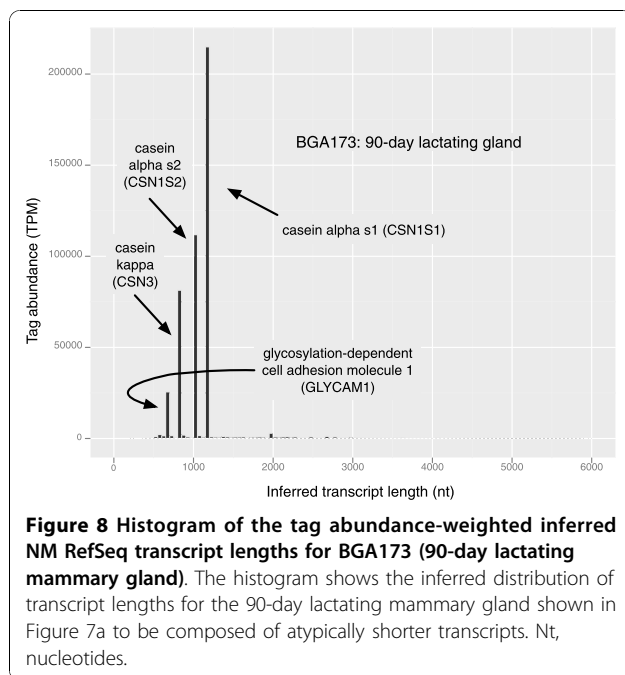 200000
150000
100000
50000
0
Tag abundance (TPM)
BGA173: 90-day lactating gland
casein
alpha s2
(CSN1S2)
casein alpha s1 (CSN1S1)
casein
kappa
(CSN3)
glycosylation-dependent
cell adhesion molecule 1
(GLYCAM1)
0 1000 2000 3000 4000 5000 6000
Inferred transcript length (nt)
Figure 8 Histogram of the tag abundance-weighted inferred
NM RefSeq transcript lengths for BGA173 (90-day lactating
mammary gland). The histogram shows the inferred distribution of
transcript lengths for the 90-day lactating mammary gland shown in
Figure 7a to be composed of atypically shorter transcripts. Nt,
nucleotides.